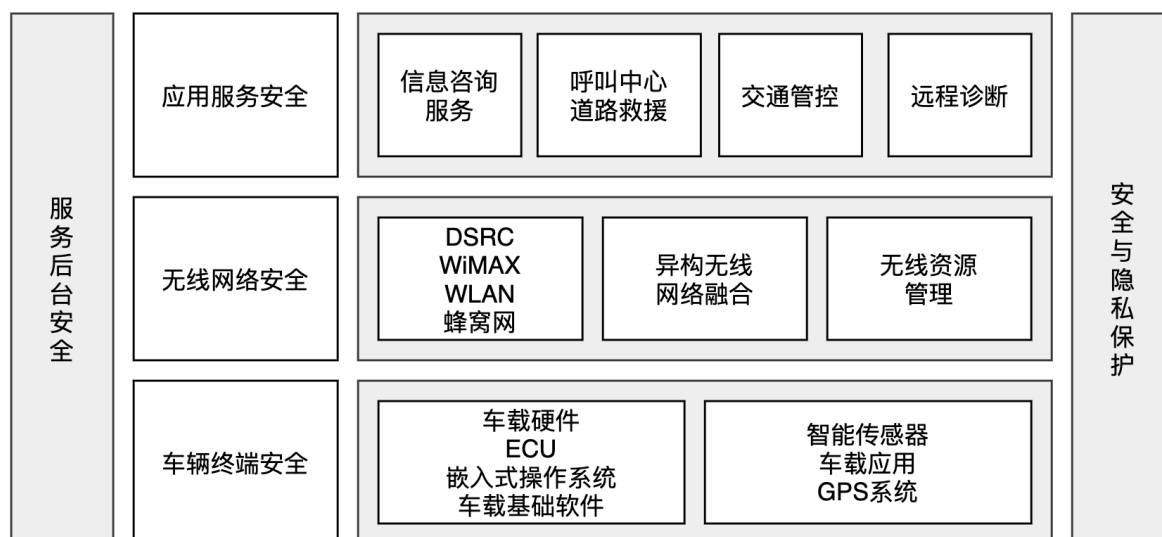 服务后台安全
应用服务安全
信息咨询
服务
呼叫中心
道路救援
交通管控
远程诊断
无线网络安全
DSRC
WiMAX
WLAN
蜂窝网
异构无线
网络融合
无线资源
管理
车辆终端安全
车载硬件
ECU
嵌入式操作系统
车载基础软件
智能传感器
车载应用
GPS系统
安全与隐私保护